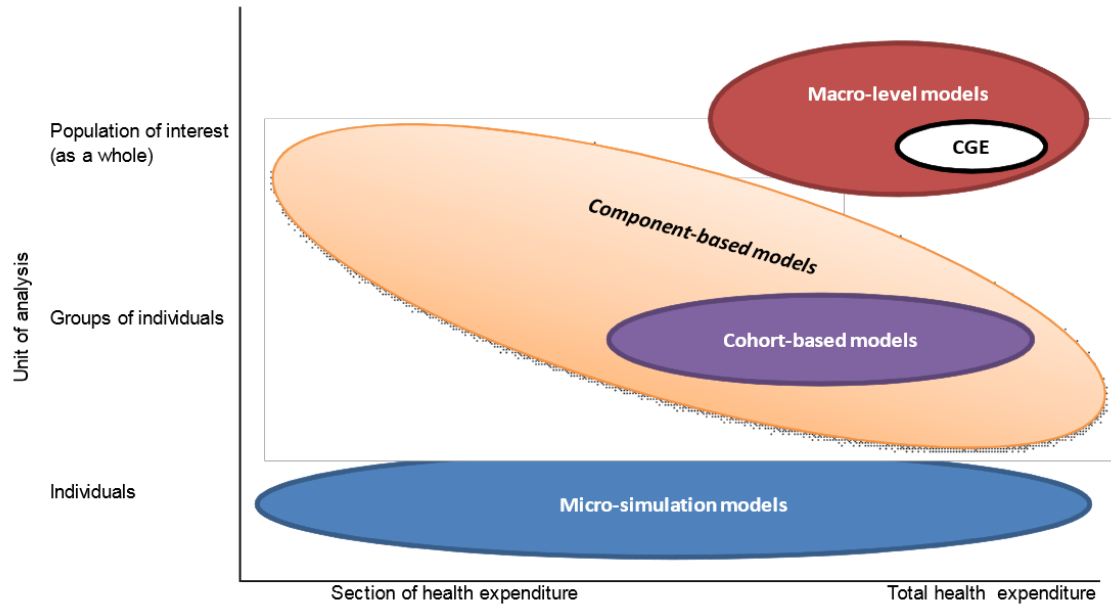 Macro-level models
CGE
Population of interest
(as a whole)
Component-based models
Unit of analysis
Groups of individuals
Cohort-based models
Individuals
Micro-simulation models
Section of health expenditure
Total health expenditure